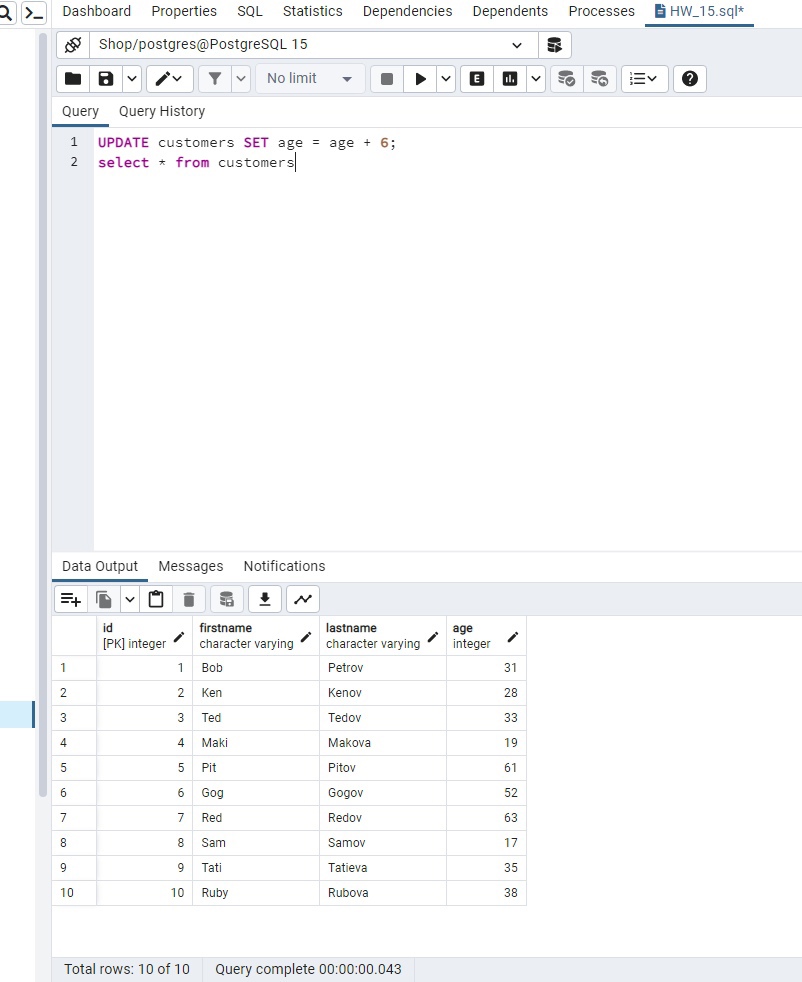 Dashboard Properties SQL Statistics Dependencies Dependents Processes HW_15.sql*
Shop/postgres@PostgreSQL 15
No limit E
Query Query History
1 UPDATE customers SET age = age + 6;
2 select * from customers
Data Output Messages Notifications
id firstname lastname age
[PK] integer character varying character varying integer
1 1 Bob Petrov 31
2 2 Ken Kenov 28
3 3 Ted Tedov 33
4 4 Maki Makova 19
5 5 Pit Pitov 61
6 6 Gog Gogov 52
7 7 Red Redov 63
8 8 Sam Samov 17
9 9 Tati Tatieva 35
10 10 Ruby Rubova 38
Total rows: 10 of 10 Query complete 00:00:00.043